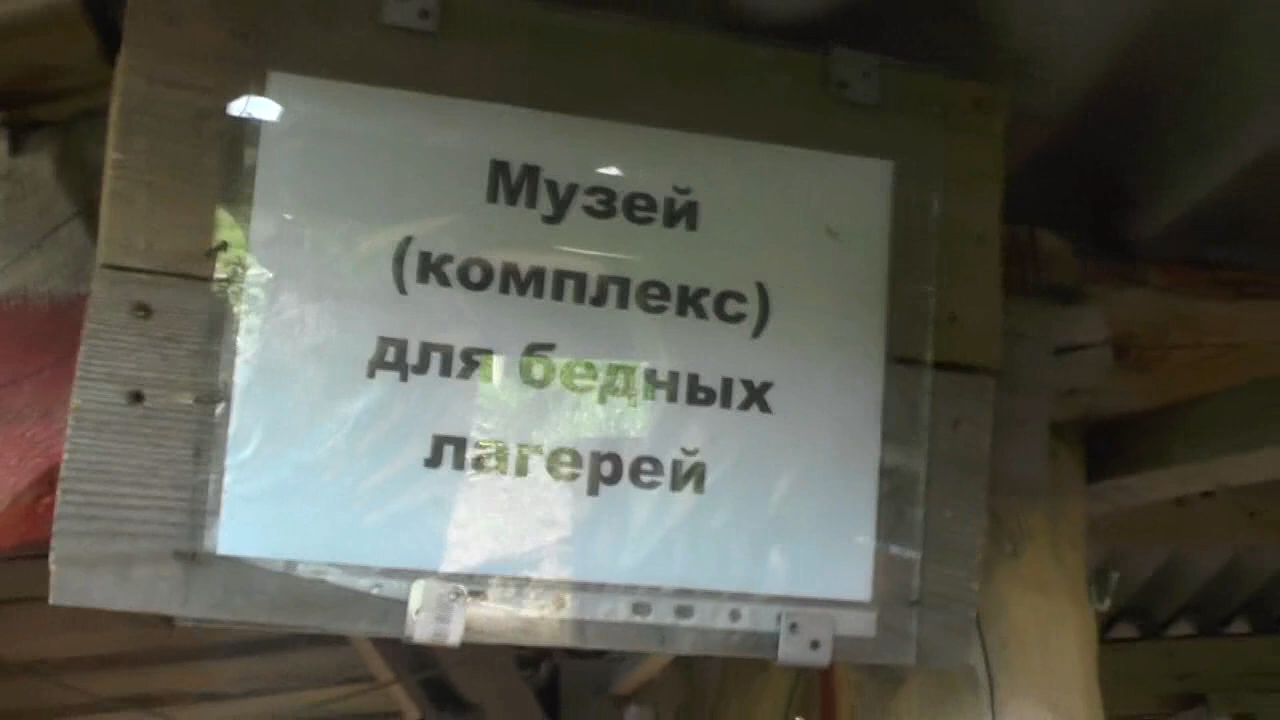 Музей
(комплекс)
для бедных
лагерей